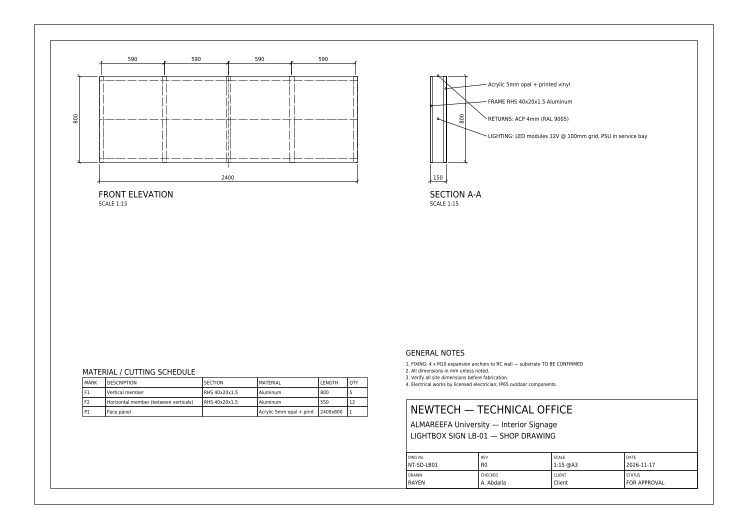 590 590 590 590
800
2400
FRONT ELEVATION
SCALE 1:15
Acrylic 5mm opal + printed vinyl
FRAME RHS 40x20x1.5 Aluminum
RETURNS: ACP 4mm (RAL 9005)
LIGHTING: LED modules 12V @ 100mm grid, PSU in service bay
800
150
SECTION A-A
SCALE 1:15
MATERIAL / CUTTING SCHEDULE
MARK DESCRIPTION SECTION MATERIAL LENGTH QTY
F1 Vertical member RHS 40x20x1.5 Aluminum 800 5
F2 Horizontal member (between verticals) RHS 40x20x1.5 Aluminum 550 12
P1 Face panel Acrylic 5mm opal + print 2400x800 1
GENERAL NOTES
1. FIXING: 4 x M10 expansion anchors to RC wall — substrate TO BE CONFIRMED
2. All dimensions in mm unless noted.
3. Verify all site dimensions before fabrication.
4. Electrical works by licensed electrician; IP65 outdoor components.
NEWTECH — TECHNICAL OFFICE
ALMAREEFA University — Interior Signage
LIGHTBOX SIGN LB-01 — SHOP DRAWING
DWG No. REV SCALE DATE
NT-SD-LB01 R0 1:15 @A3 2026-11-17
DRAWN CHECKED CLIENT STATUS
RAYEN A. Abdalla Client FOR APPROVAL